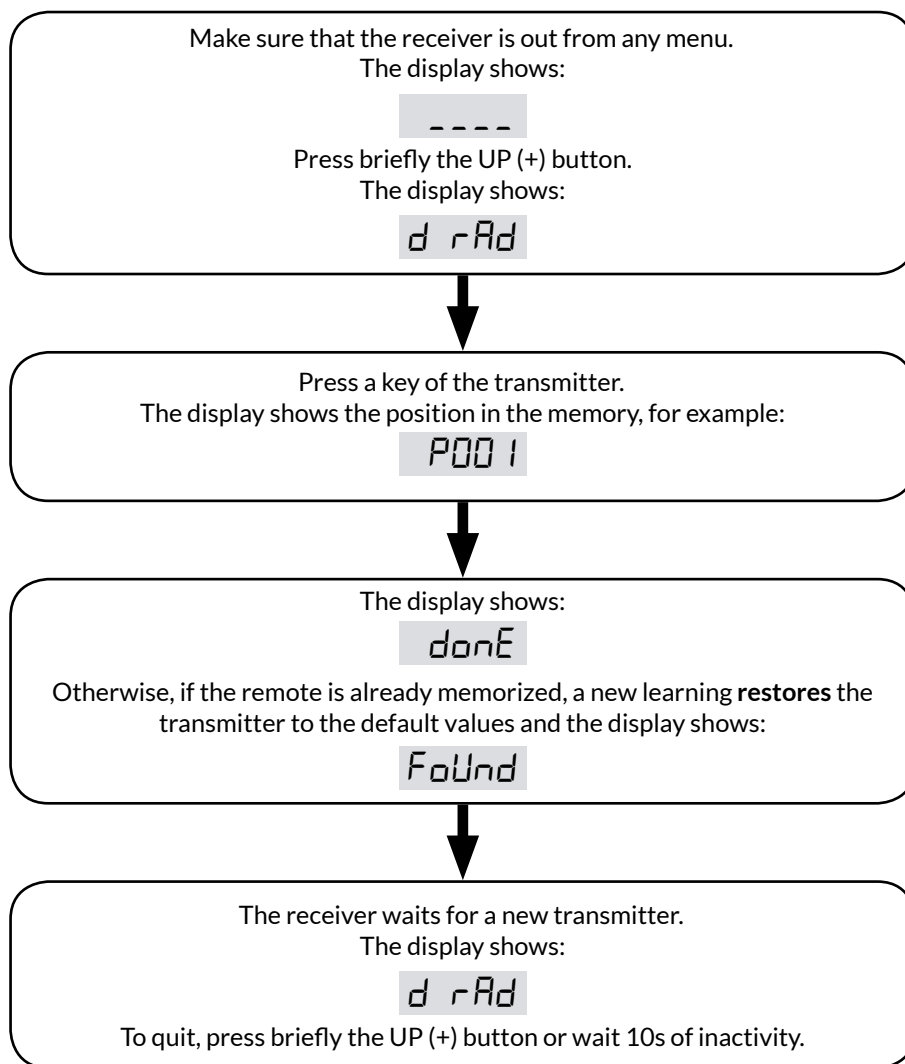 Make sure that the receiver is out from any menu.
The display shows:
_ _ _ _
Press briefly the UP (+) button.
The display shows:
d rAd
Press a key of the transmitter.
The display shows the position in the memory, for example:
P001
The display shows:
donE
Otherwise, if the remote is already memorized, a new learning restores the
transmitter to the default values and the display shows:
FoUnd
The receiver waits for a new transmitter.
The display shows:
d rAd
To quit, press briefly the UP (+) button or wait 10s of inactivity.